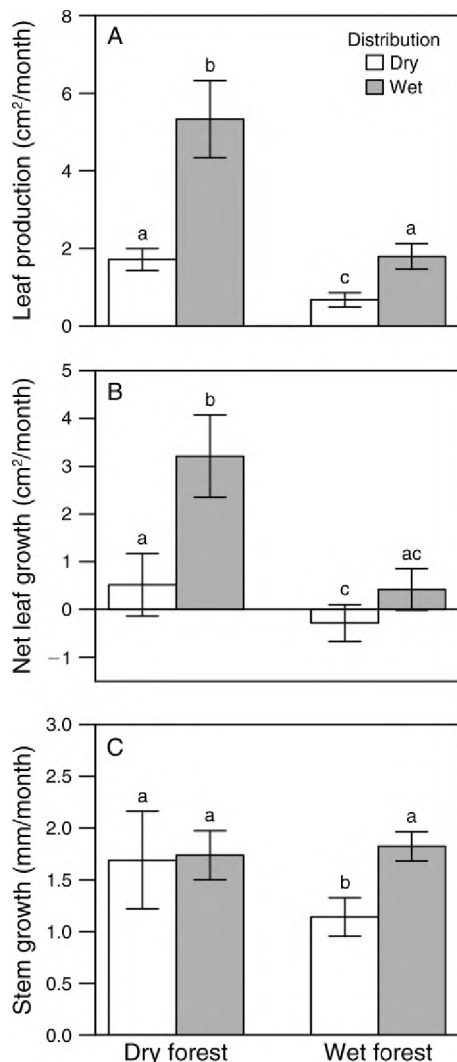 A
Distribution
Dry
Wet
Leaf production (cm²/month)
8
6
4
2
0
a
b
c
a
B
Net leaf growth (cm²/month)
5
4
3
2
1
0
−1
a
b
c
ac
C
Stem growth (mm/month)
3.0
2.5
2.0
1.5
1.0
0.5
0.0
a
a
b
a
Dry forest
Wet forest